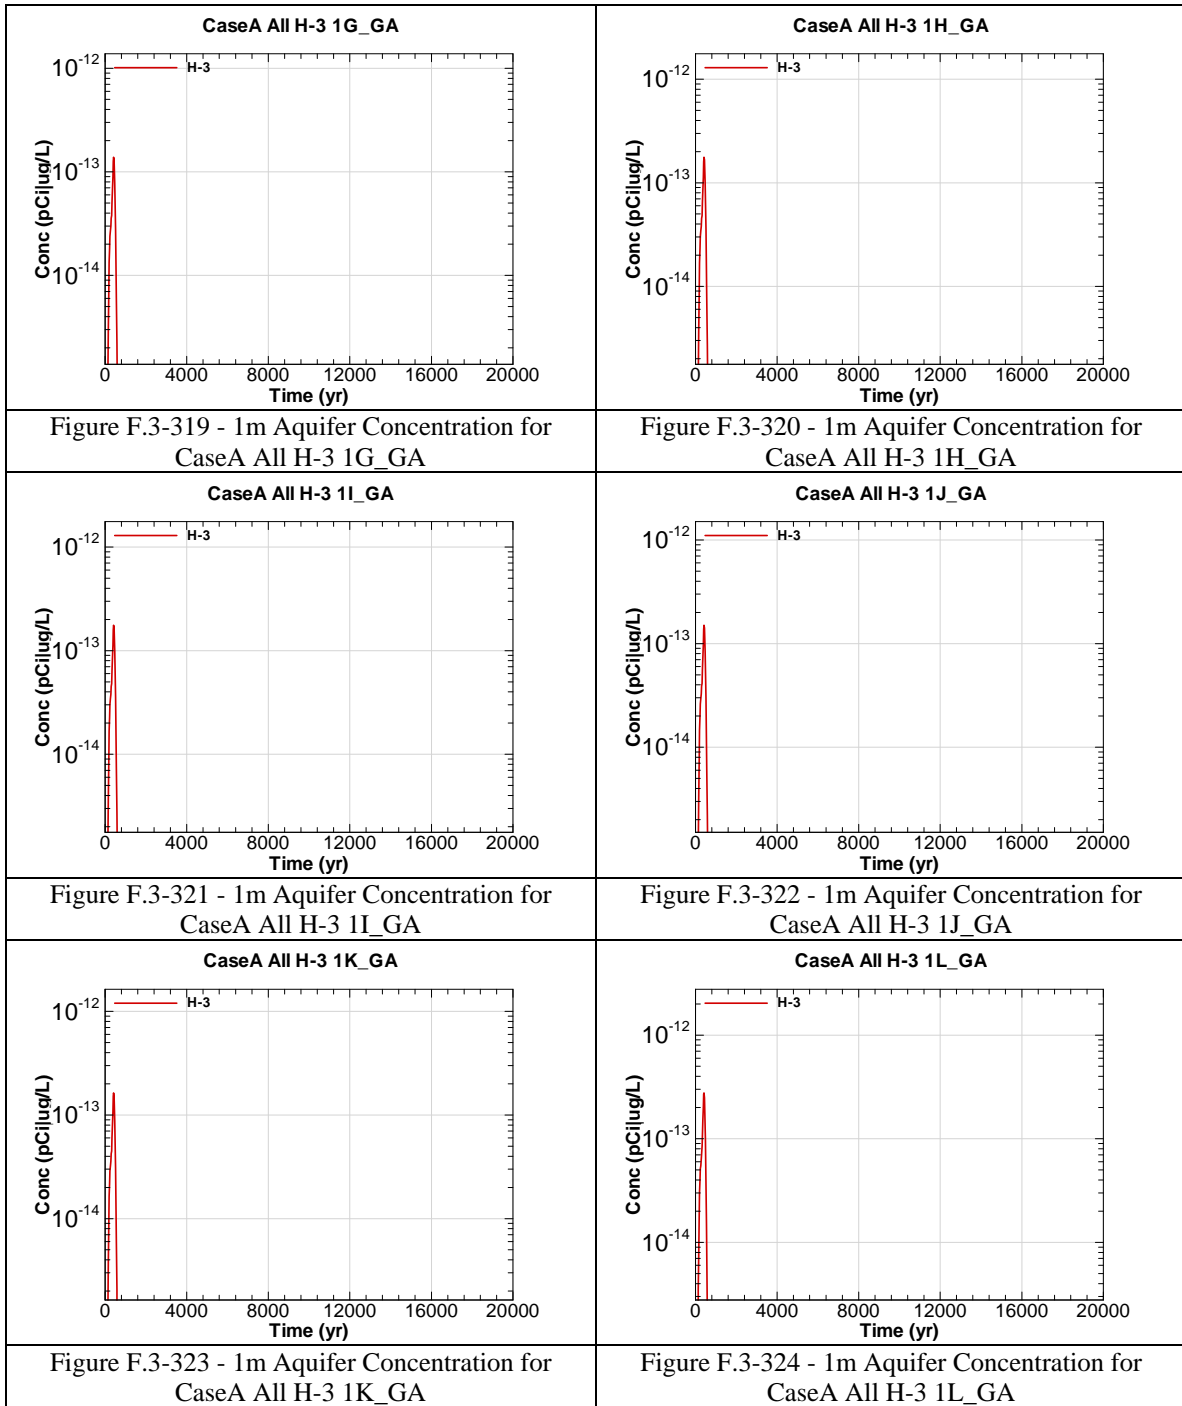 CaseA All H-3 1G_GA
H-3
10-12
10-13
10-14
Conc (pCi|ug/L)
0 4000 8000 12000 16000 20000
Time (yr)
Figure F.3-319 - 1m Aquifer Concentration for
CaseA All H-3 1G_GA
CaseA All H-3 1H_GA
H-3
10-12
10-13
10-14
Conc (pCi|ug/L)
0 4000 8000 12000 16000 20000
Time (yr)
Figure F.3-320 - 1m Aquifer Concentration for
CaseA All H-3 1H_GA
CaseA All H-3 1I_GA
H-3
10-12
10-13
10-14
Conc (pCi|ug/L)
0 4000 8000 12000 16000 20000
Time (yr)
Figure F.3-321 - 1m Aquifer Concentration for
CaseA All H-3 1I_GA
CaseA All H-3 1J_GA
H-3
10-12
10-13
10-14
Conc (pCi|ug/L)
0 4000 8000 12000 16000 20000
Time (yr)
Figure F.3-322 - 1m Aquifer Concentration for
CaseA All H-3 1J_GA
CaseA All H-3 1K_GA
H-3
10-12
10-13
10-14
Conc (pCi|ug/L)
0 4000 8000 12000 16000 20000
Time (yr)
Figure F.3-323 - 1m Aquifer Concentration for
CaseA All H-3 1K_GA
CaseA All H-3 1L_GA
H-3
10-12
10-13
10-14
Conc (pCi|ug/L)
0 4000 8000 12000 16000 20000
Time (yr)
Figure F.3-324 - 1m Aquifer Concentration for
CaseA All H-3 1L_GA